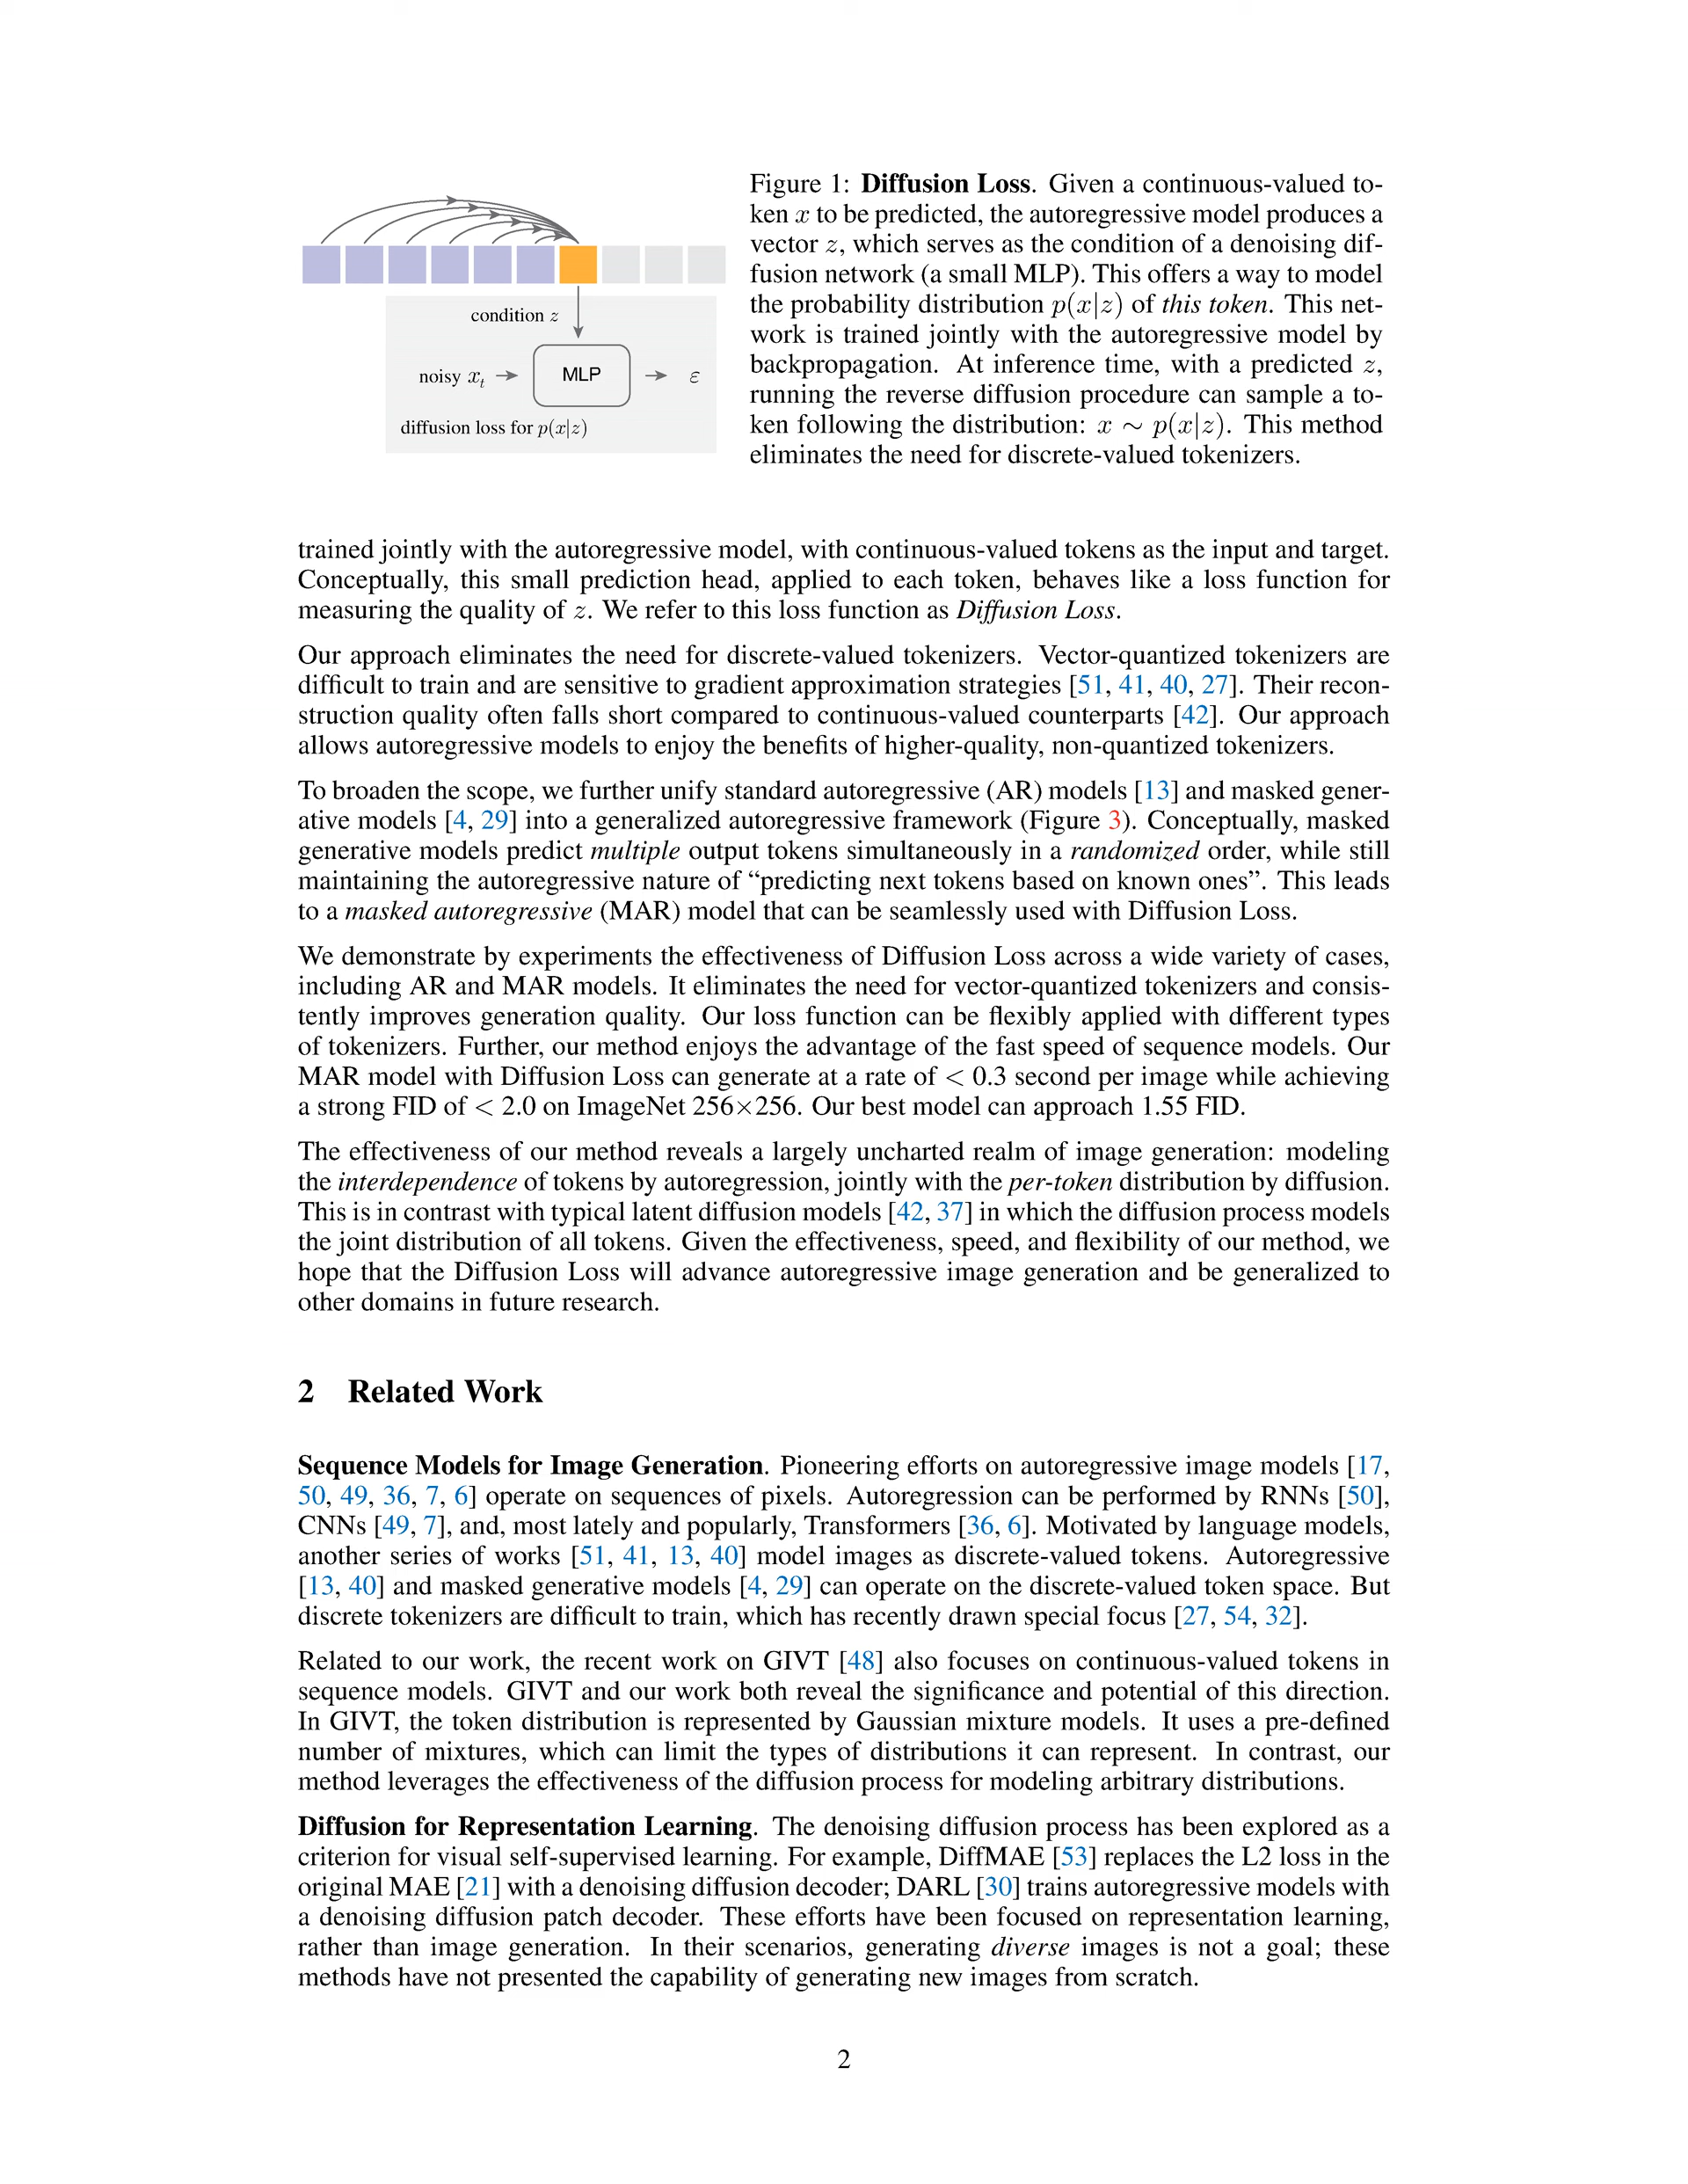 condition z
noisy x_t
MLP
ε
diffusion loss for p(x|z)
Figure 1: Diffusion Loss. Given a continuous-valued to-
ken x to be predicted, the autoregressive model produces a
vector z, which serves as the condition of a denoising dif-
fusion network (a small MLP). This offers a way to model
the probability distribution p(x|z) of this token. This net-
work is trained jointly with the autoregressive model by
backpropagation. At inference time, with a predicted z,
running the reverse diffusion procedure can sample a to-
ken following the distribution: x ∼ p(x|z). This method
eliminates the need for discrete-valued tokenizers.
trained jointly with the autoregressive model, with continuous-valued tokens as the input and target.
Conceptually, this small prediction head, applied to each token, behaves like a loss function for
measuring the quality of z. We refer to this loss function as Diffusion Loss.
Our approach eliminates the need for discrete-valued tokenizers. Vector-quantized tokenizers are
difficult to train and are sensitive to gradient approximation strategies [51, 41, 40, 27]. Their recon-
struction quality often falls short compared to continuous-valued counterparts [42]. Our approach
allows autoregressive models to enjoy the benefits of higher-quality, non-quantized tokenizers.
To broaden the scope, we further unify standard autoregressive (AR) models [13] and masked gener-
ative models [4, 29] into a generalized autoregressive framework (Figure 3). Conceptually, masked
generative models predict multiple output tokens simultaneously in a randomized order, while still
maintaining the autoregressive nature of “predicting next tokens based on known ones”. This leads
to a masked autoregressive (MAR) model that can be seamlessly used with Diffusion Loss.
We demonstrate by experiments the effectiveness of Diffusion Loss across a wide variety of cases,
including AR and MAR models. It eliminates the need for vector-quantized tokenizers and consis-
tently improves generation quality. Our loss function can be flexibly applied with different types
of tokenizers. Further, our method enjoys the advantage of the fast speed of sequence models. Our
MAR model with Diffusion Loss can generate at a rate of < 0.3 second per image while achieving
a strong FID of < 2.0 on ImageNet 256×256. Our best model can approach 1.55 FID.
The effectiveness of our method reveals a largely uncharted realm of image generation: modeling
the interdependence of tokens by autoregression, jointly with the per-token distribution by diffusion.
This is in contrast with typical latent diffusion models [42, 37] in which the diffusion process models
the joint distribution of all tokens. Given the effectiveness, speed, and flexibility of our method, we
hope that the Diffusion Loss will advance autoregressive image generation and be generalized to
other domains in future research.
2 Related Work
Sequence Models for Image Generation. Pioneering efforts on autoregressive image models [17,
50, 49, 36, 7, 6] operate on sequences of pixels. Autoregression can be performed by RNNs [50],
CNNs [49, 7], and, most lately and popularly, Transformers [36, 6]. Motivated by language models,
another series of works [51, 41, 13, 40] model images as discrete-valued tokens. Autoregressive
[13, 40] and masked generative models [4, 29] can operate on the discrete-valued token space. But
discrete tokenizers are difficult to train, which has recently drawn special focus [27, 54, 32].
Related to our work, the recent work on GIVT [48] also focuses on continuous-valued tokens in
sequence models. GIVT and our work both reveal the significance and potential of this direction.
In GIVT, the token distribution is represented by Gaussian mixture models. It uses a pre-defined
number of mixtures, which can limit the types of distributions it can represent. In contrast, our
method leverages the effectiveness of the diffusion process for modeling arbitrary distributions.
Diffusion for Representation Learning. The denoising diffusion process has been explored as a
criterion for visual self-supervised learning. For example, DiffMAE [53] replaces the L2 loss in the
original MAE [21] with a denoising diffusion decoder; DARL [30] trains autoregressive models with
a denoising diffusion patch decoder. These efforts have been focused on representation learning,
rather than image generation. In their scenarios, generating diverse images is not a goal; these
methods have not presented the capability of generating new images from scratch.
2